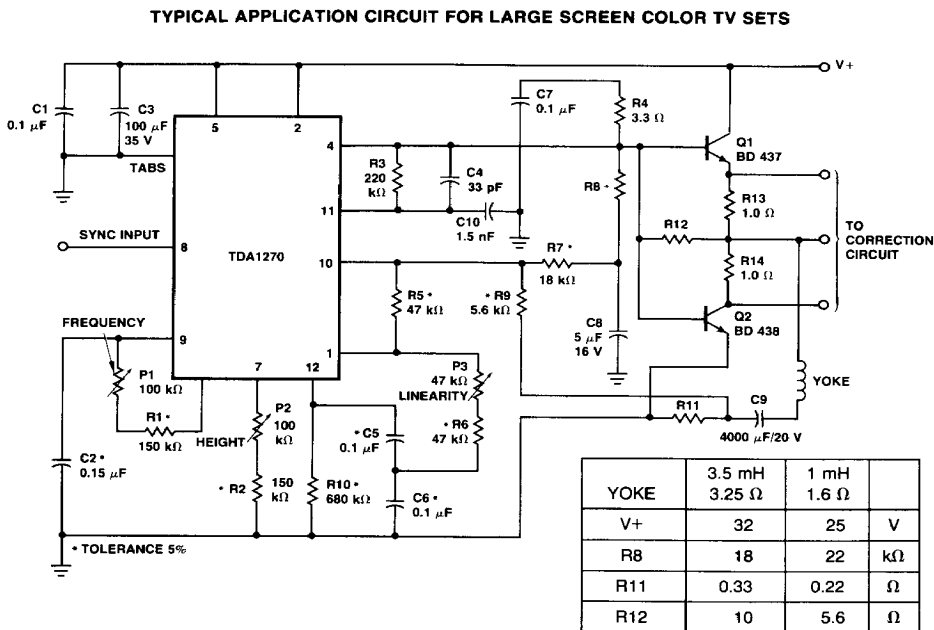 TYPICAL APPLICATION CIRCUIT FOR LARGE SCREEN COLOR TV SETS
V+
C1
0.1 μF
C3
100 μF
35 V
TABS
5
2
4
R3
220
kΩ
C4
33 pF
11
C10
1.5 nF
C7
0.1 μF
R4
3.3 Ω
R8 *
Q1
BD 437
R13
1.0 Ω
R12
R14
1.0 Ω
TO
CORRECTION
CIRCUIT
SYNC INPUT
8
TDA1270
10
R7 *
18 kΩ
R5 *
47 kΩ
* R9
5.6 kΩ
C8
5 μF
16 V
Q2
BD 438
FREQUENCY
9
7
12
1
P1
100 kΩ
R1 *
150 kΩ
C2 *
0.15 μF
HEIGHT
P2
100
kΩ
* R2
150
kΩ
R10 *
680 kΩ
* C5
0.1 μF
C6 *
0.1 μF
P3
47 kΩ
LINEARITY
* R6
47 kΩ
R11
C9
4000 μF/20 V
YOKE
* TOLERANCE 5%
YOKE 3.5 mH 3.25 Ω 1 mH 1.6 Ω
V+ 32 25 V
R8 18 22 kΩ
R11 0.33 0.22 Ω
R12 10 5.6 Ω